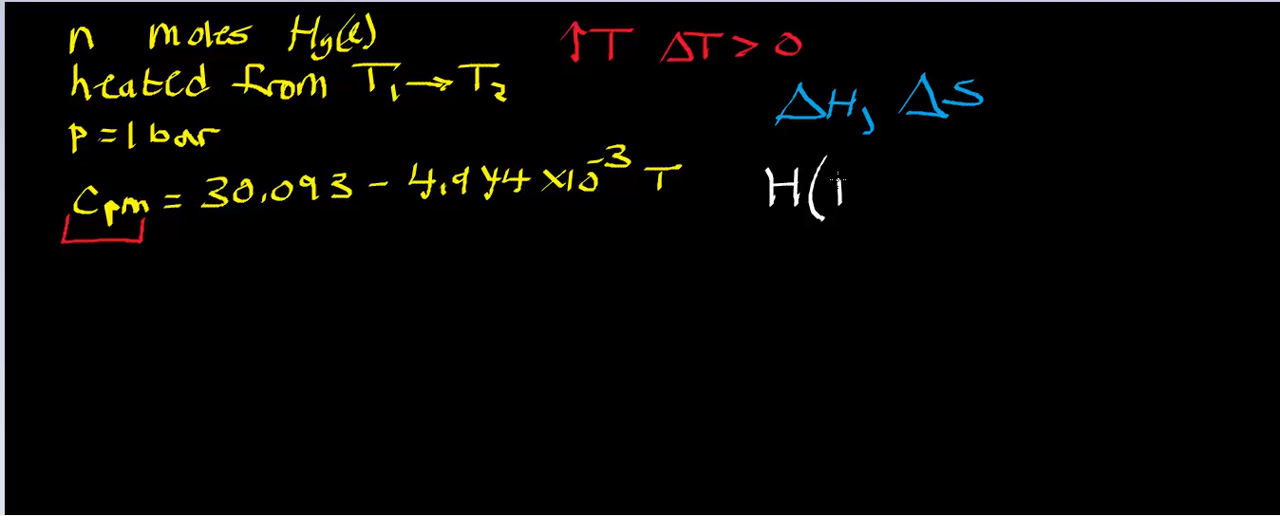 n moles Hg(l)
heated from T₁ → T₂
p = 1 bar
Cpm = 30.093 - 4.944 × 10⁻³ T
↑T ΔT > 0
ΔH, ΔS
H(